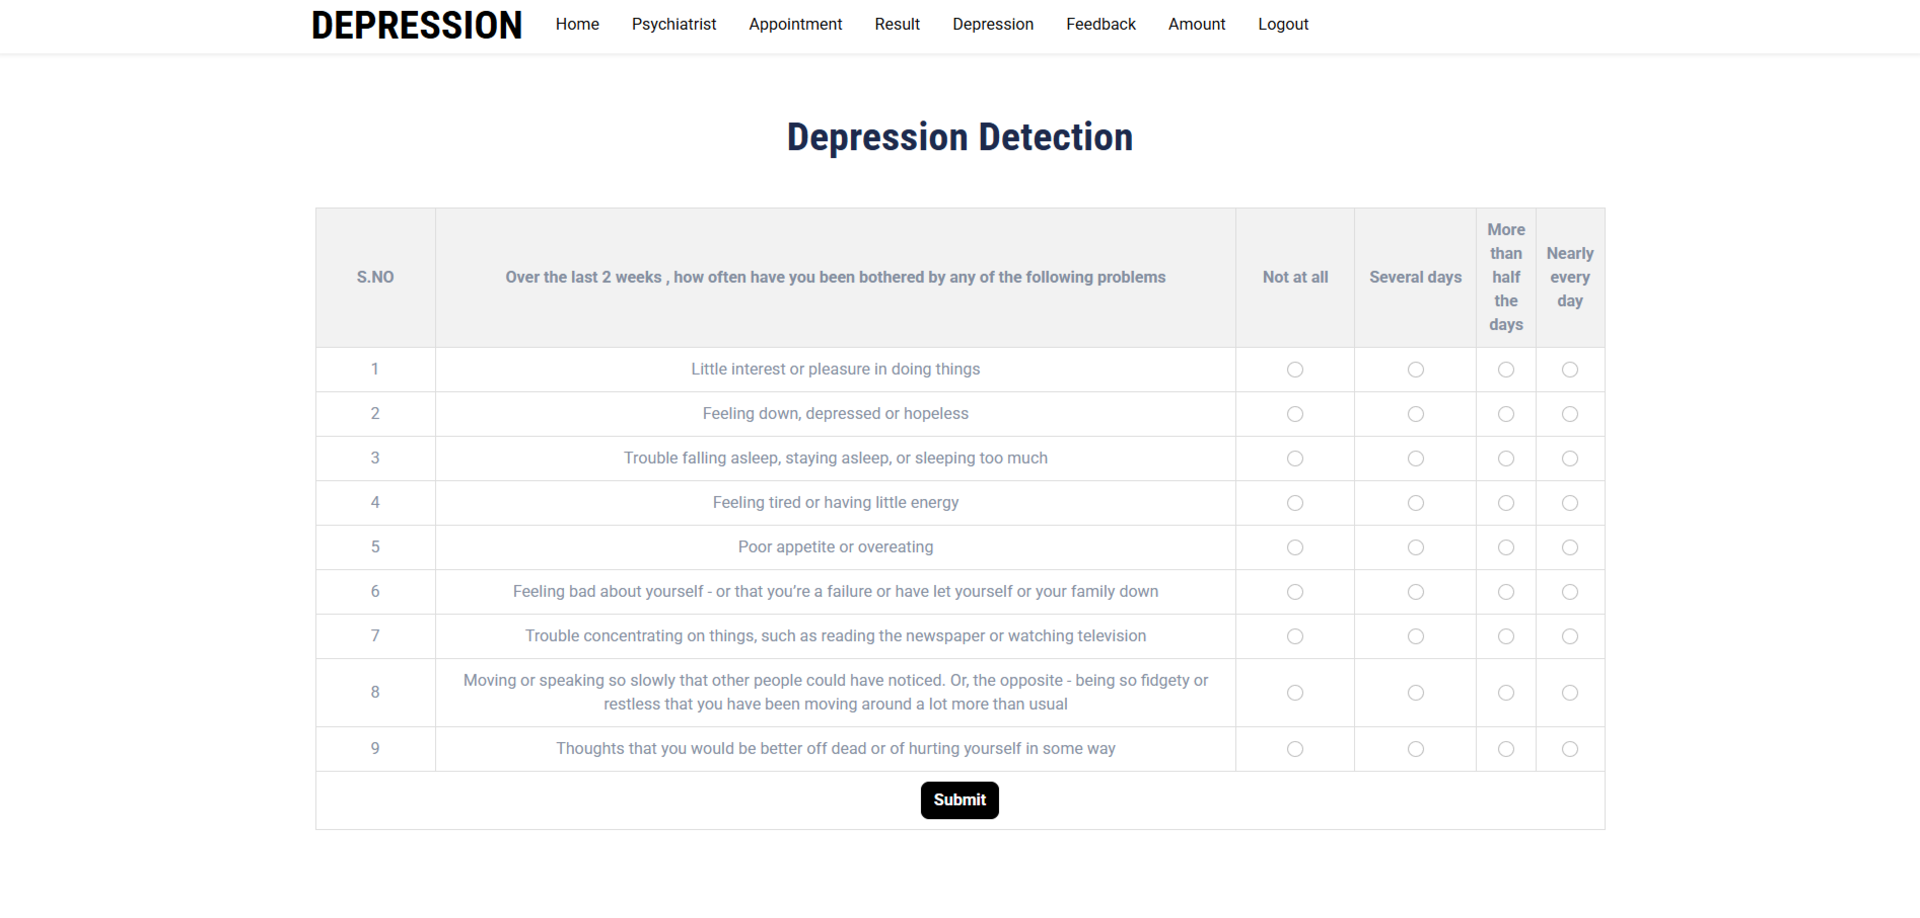 DEPRESSION Home Psychiatrist Appointment Result Depression Feedback Amount Logout
Depression Detection
S.NO Over the last 2 weeks , how often have you been bothered by any of the following problems Not at all Several days More than half the days Nearly every day
1 Little interest or pleasure in doing things
2 Feeling down, depressed or hopeless
3 Trouble falling asleep, staying asleep, or sleeping too much
4 Feeling tired or having little energy
5 Poor appetite or overeating
6 Feeling bad about yourself - or that you’re a failure or have let yourself or your family down
7 Trouble concentrating on things, such as reading the newspaper or watching television
8 Moving or speaking so slowly that other people could have noticed. Or, the opposite - being so fidgety or
restless that you have been moving around a lot more than usual
9 Thoughts that you would be better off dead or of hurting yourself in some way
Submit